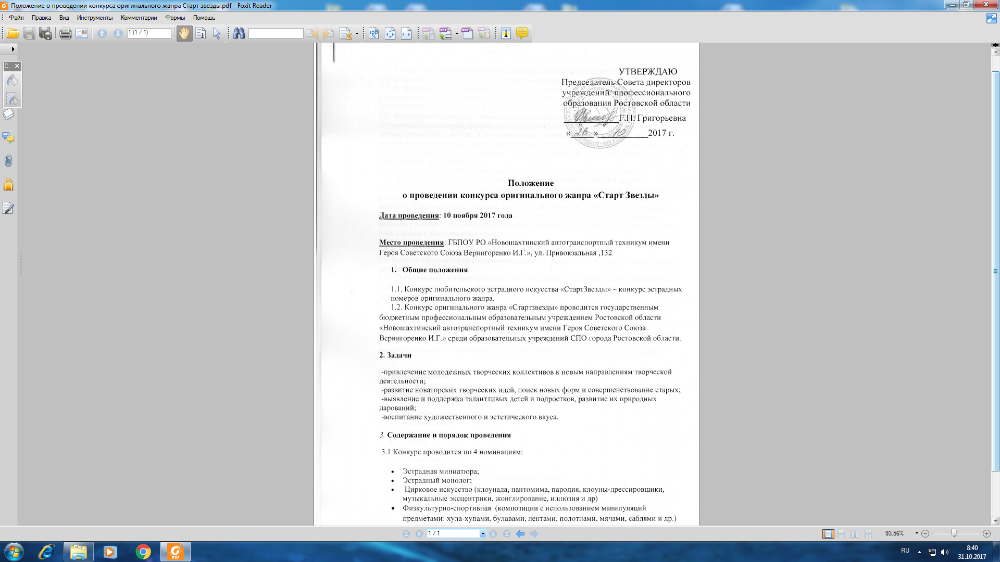 Положение о проведении конкурса оригинального жанра Старт звезды.pdf - Foxit Reader
Файл Правка Вид Инструменты Комментарии Формы Помощь
1 (1 / 1)
С...
УТВЕРЖДАЮ
Председатель Совета директоров
учреждений профессионального
образования Ростовской области
Г.П. Григорьевна
« 26 » 10 2017 г.
Положение
о проведении конкурса оригинального жанра «Старт Звезды»
Дата проведения: 10 ноября 2017 года
Место проведения: ГБПОУ РО «Новошахтинский автотранспортный техникум имени
Героя Советского Союза Вернигоренко И.Г.», ул. Привокзальная ,132
1. Общие положения
1.1. Конкурс любительского эстрадного искусства «СтартЗвезды» – конкурс эстрадных
номеров оригинального жанра.
1.2. Конкурс оригинального жанра «Стартзвезды» проводится государственным
бюджетным профессиональным образовательным учреждением Ростовской области
«Новошахтинский автотранспортный техникум имени Героя Советского Союза
Вернигоренко И.Г.» среди образовательных учреждений СПО города Ростовской области.
2. Задачи
-привлечение молодежных творческих коллективов к новым направлениям творческой
деятельности;
-развитие новаторских творческих идей, поиск новых форм и совершенствование старых;
-выявление и поддержка талантливых детей и подростков, развитие их природных
дарований;
-воспитание художественного и эстетического вкуса.
3. Содержание и порядок проведения
3.1 Конкурс проводится по 4 номинациям:
• Эстрадная миниатюра;
• Эстрадный монолог;
• Цирковое искусство (клоунада, пантомима, пародия, клоуны-дрессировщики,
музыкальные эксцентрики, жонглирование, иллюзия и др)
• Физкультурно-спортивная (композиции с использованием манипуляций
предметами: хула-хупами, булавами, лентами, полотнами, мячами, саблями и др.)
1 / 1
93.56%
RU
8:40
31.10.2017